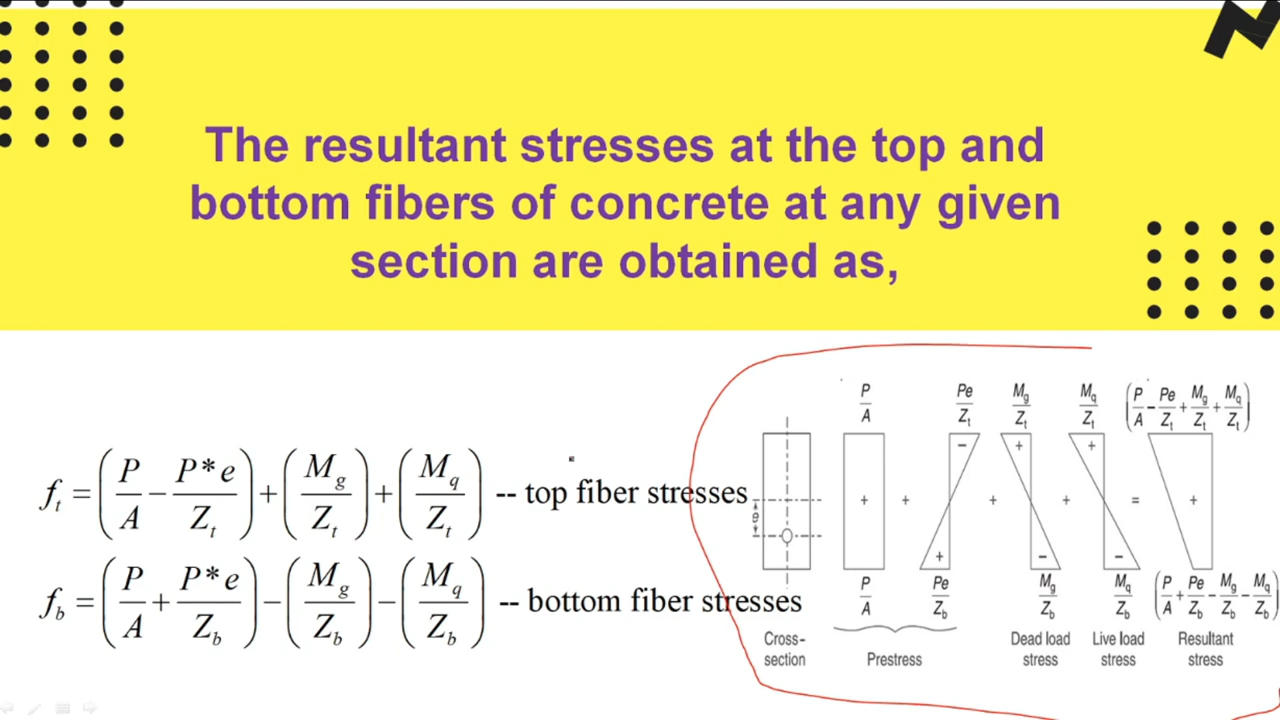 The resultant stresses at the top and
bottom fibers of concrete at any given
section are obtained as,
f_t = (P/A − P*e/Z_t) + (M_g/Z_t) + (M_q/Z_t) -- top fiber stresses
f_b = (P/A + P*e/Z_b) − (M_g/Z_b) − (M_q/Z_b) -- bottom fiber stresses
P/A Pe/Z_t M_g/Z_t M_q/Z_t (P/A − Pe/Z_t + M_g/Z_t + M_q/Z_t)
− + +
e + + + + = +
+ − −
P/A Pe/Z_b M_g/Z_b M_q/Z_b (P/A + Pe/Z_b − M_g/Z_b − M_q/Z_b)
Cross-
section
Prestress
Dead load
stress
Live load
stress
Resultant
stress